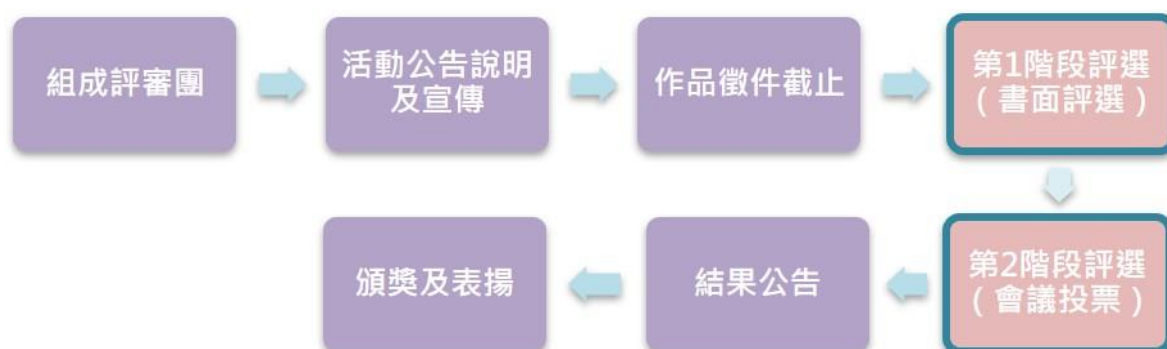 組成評審團
活動公告說明
及宣傳
作品徵件截止
第1階段評選
（書面評選）
第2階段評選
（會議投票）
結果公告
頒獎及表揚